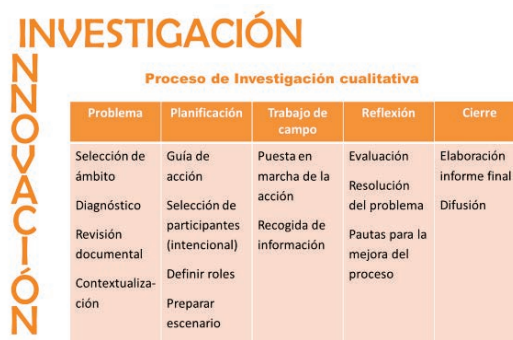 INVESTIGACIÓN
INNOVACIÓN
Proceso de Investigación cualitativa
Problema
Planificación
Trabajo de
campo
Reflexión
Cierre
Selección de
ámbito
Diagnóstico
Revisión
documental
Contextualiza-
ción
Guía de
acción
Selección de
participantes
(intencional)
Definir roles
Preparar
escenario
Puesta en
marcha de la
acción
Recogida de
información
Evaluación
Resolución
del problema
Pautas para la
mejora del
proceso
Elaboración
informe final
Difusión